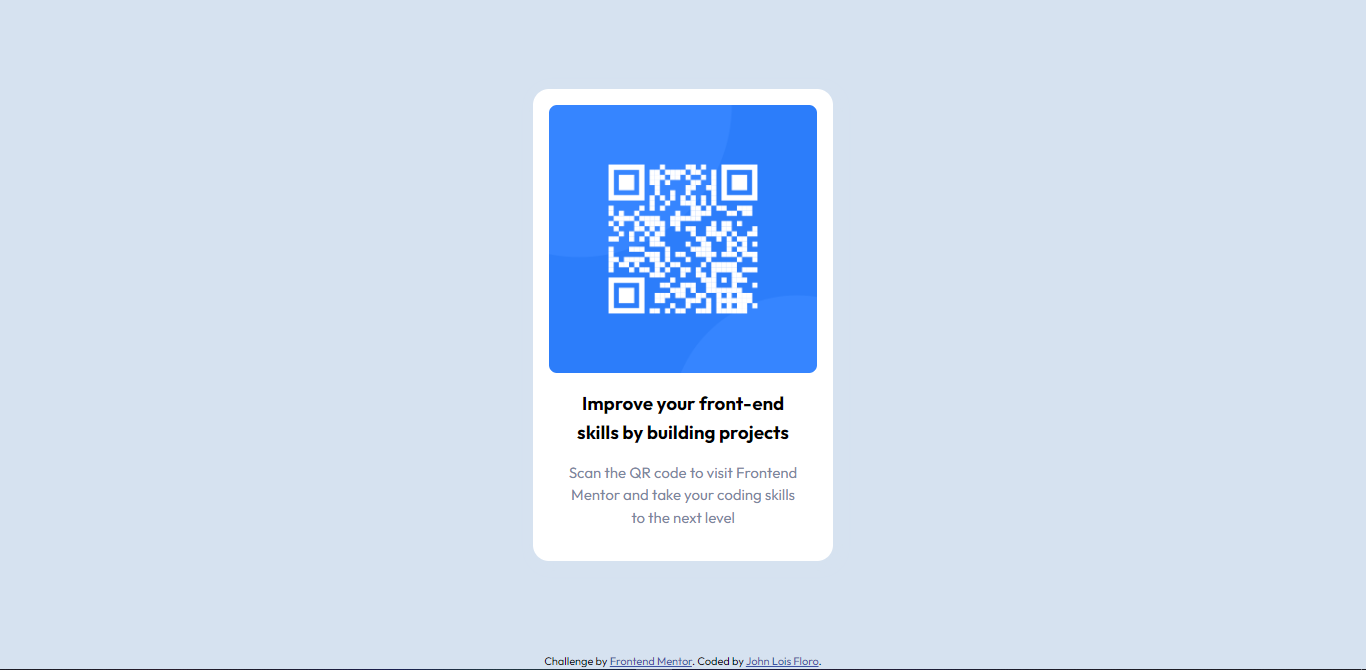 Improve your front-end
skills by building projects
Scan the QR code to visit Frontend
Mentor and take your coding skills
to the next level
Challenge by Frontend Mentor. Coded by John Lois Floro.